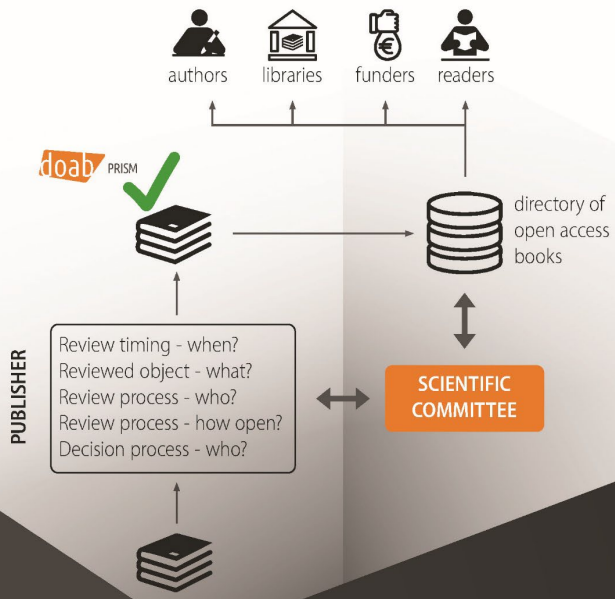 authors
libraries
funders
readers
doab PRISM
directory of
open access
books
PUBLISHER
Review timing - when?
Reviewed object - what?
Review process - who?
Review process - how open?
Decision process - who?
SCIENTIFIC
COMMITTEE